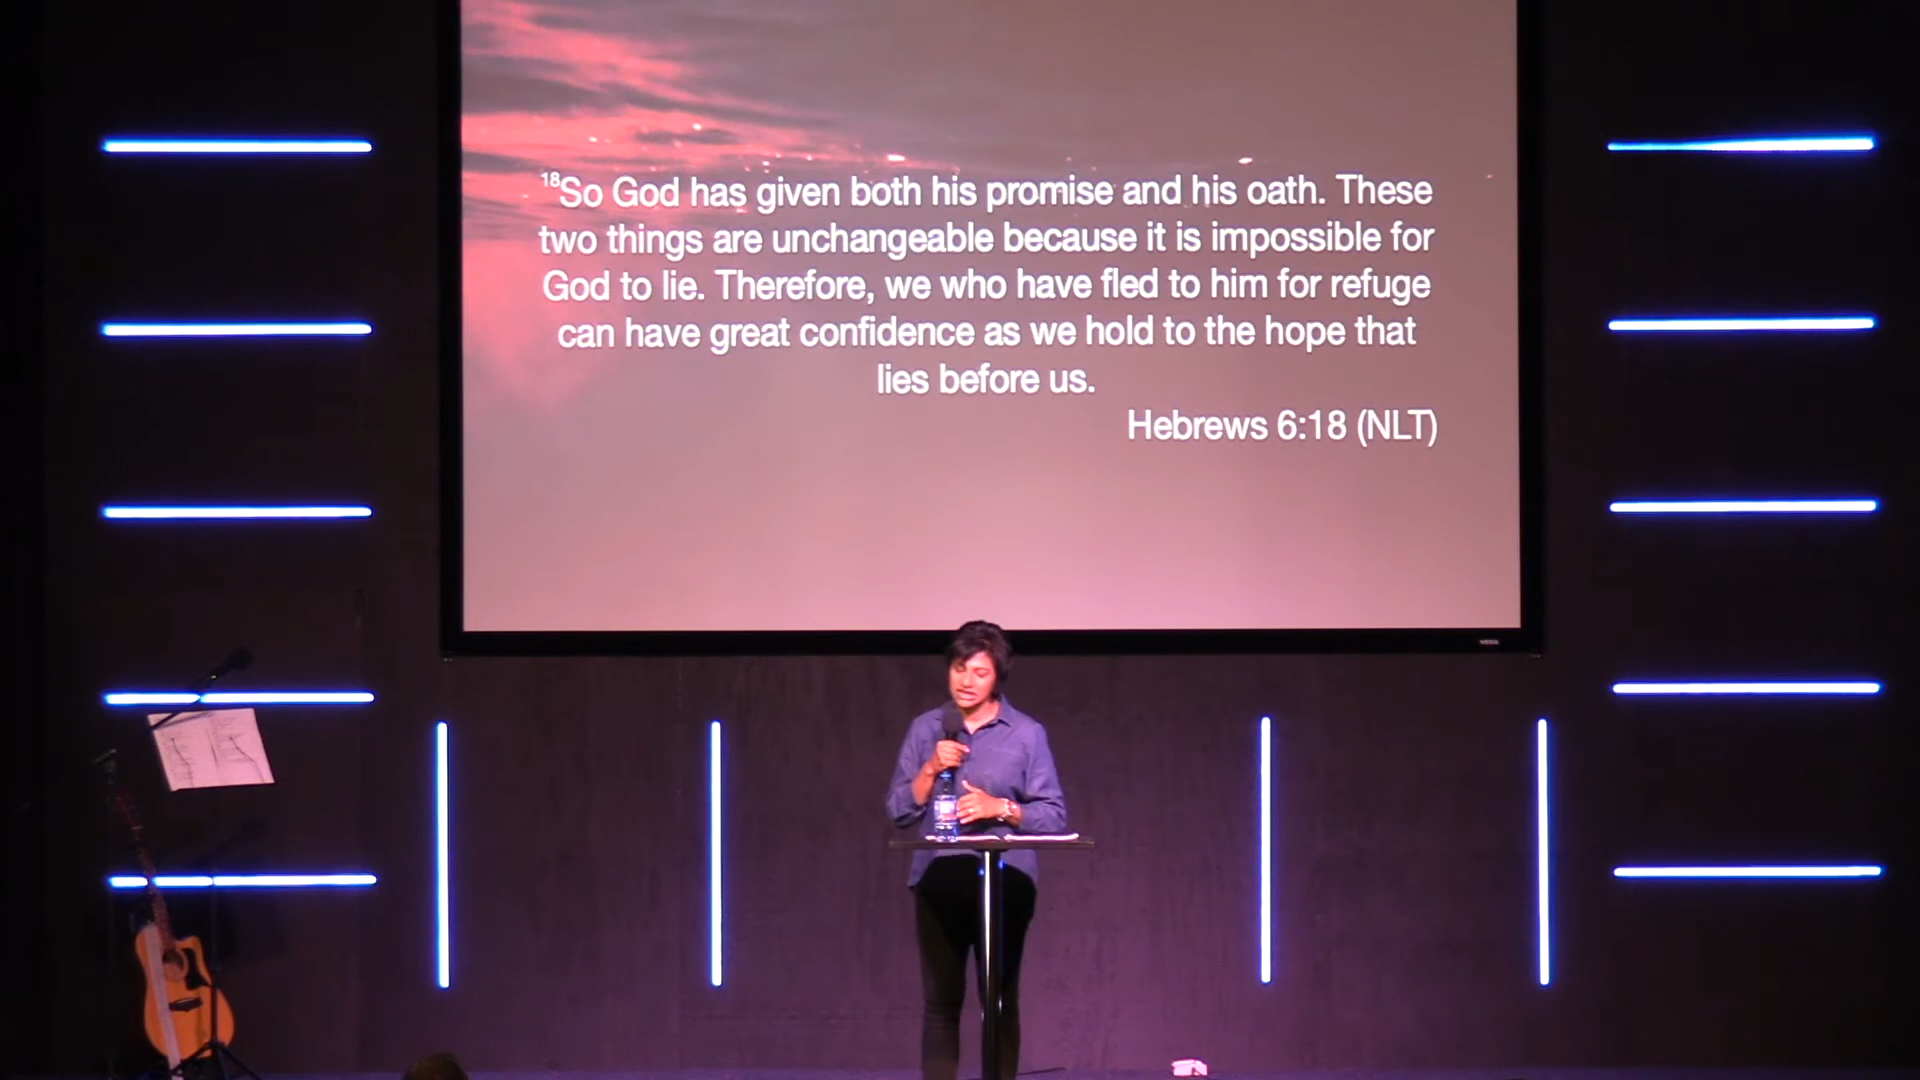 18So God has given both his promise and his oath. These
two things are unchangeable because it is impossible for
God to lie. Therefore, we who have fled to him for refuge
can have great confidence as we hold to the hope that
lies before us.
Hebrews 6:18 (NLT)